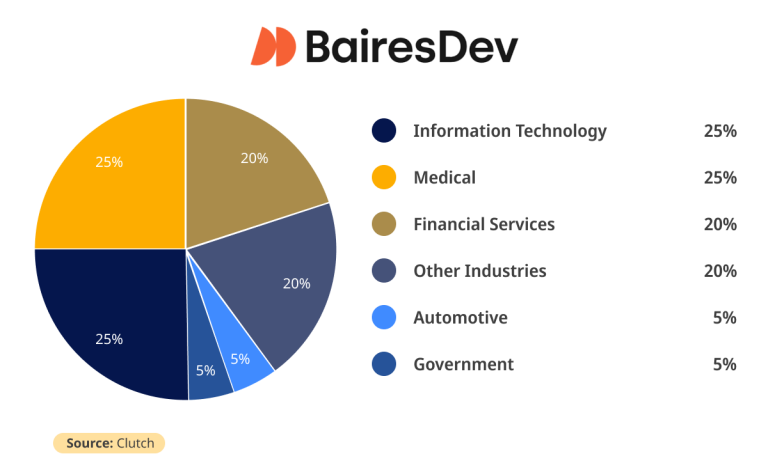 BairesDev
25%
20%
20%
25%
5%
5%
Information Technology 25%
Medical 25%
Financial Services 20%
Other Industries 20%
Automotive 5%
Government 5%
Source: Clutch